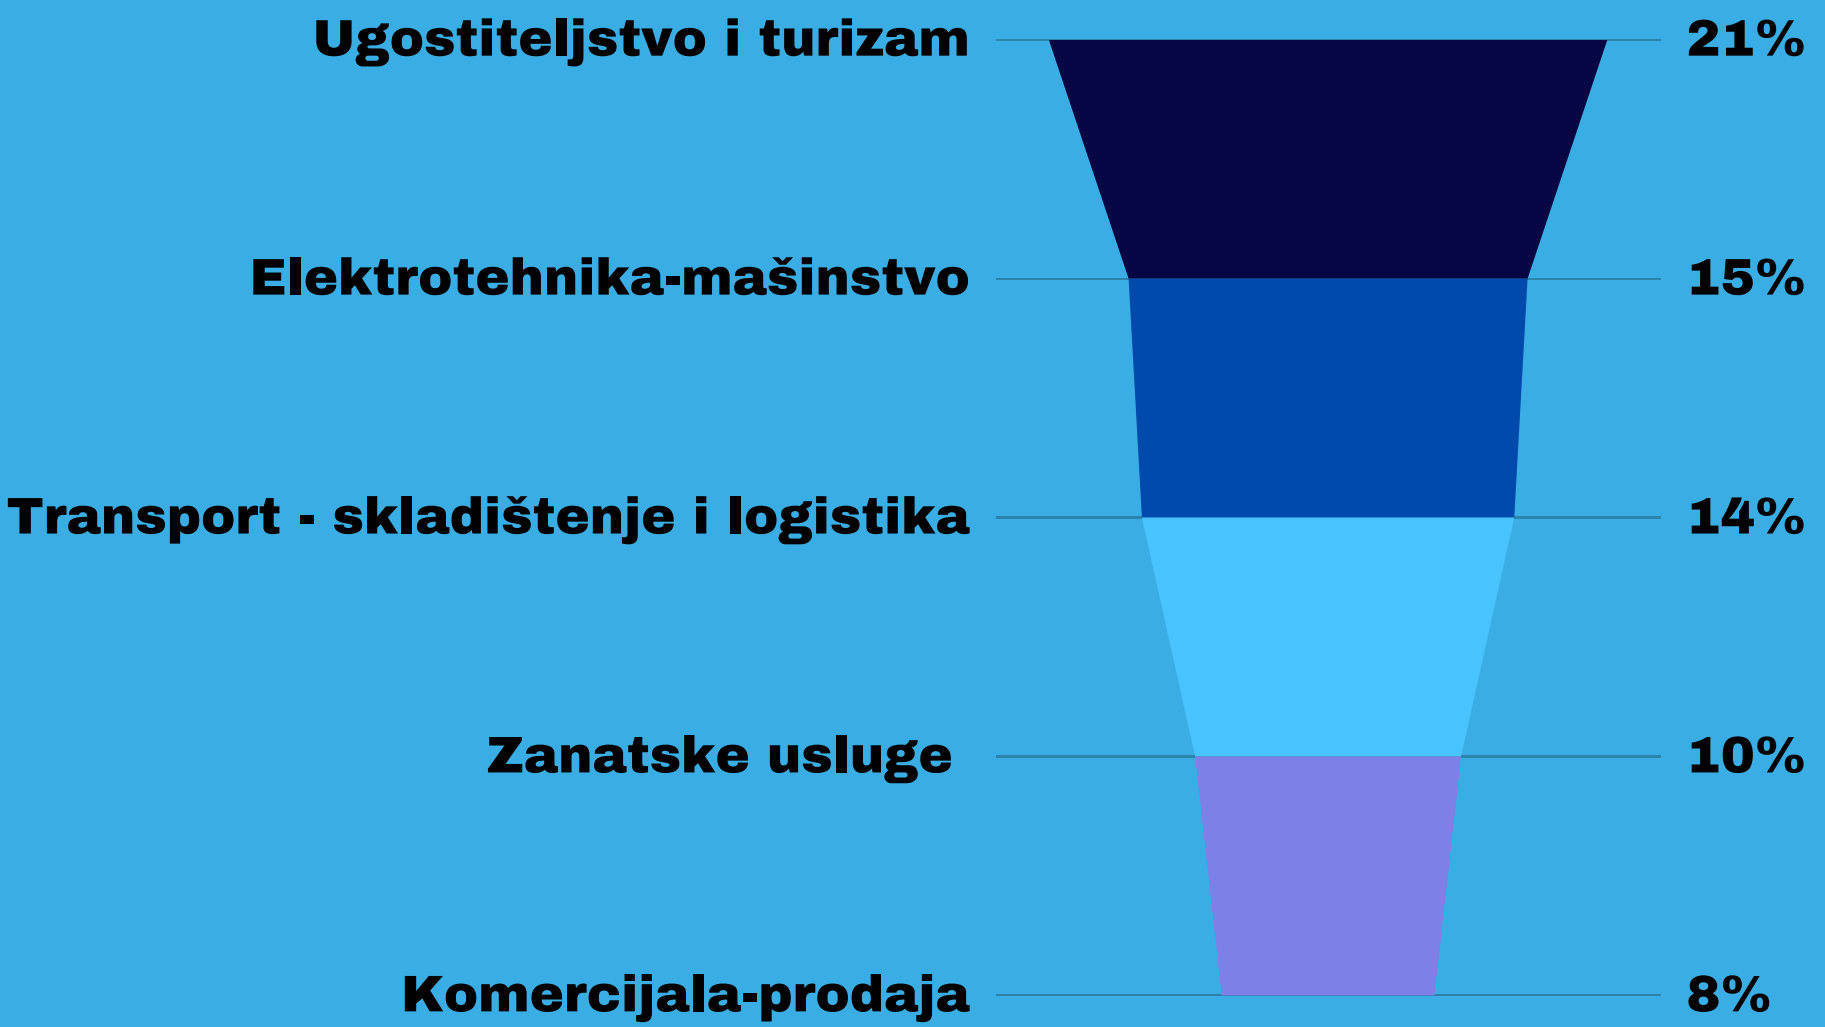 Ugostiteljstvo i turizam 21%
Elektrotehnika-mašinstvo 15%
Transport - skladištenje i logistika 14%
Zanatske usluge 10%
Komercijala-prodaja 8%